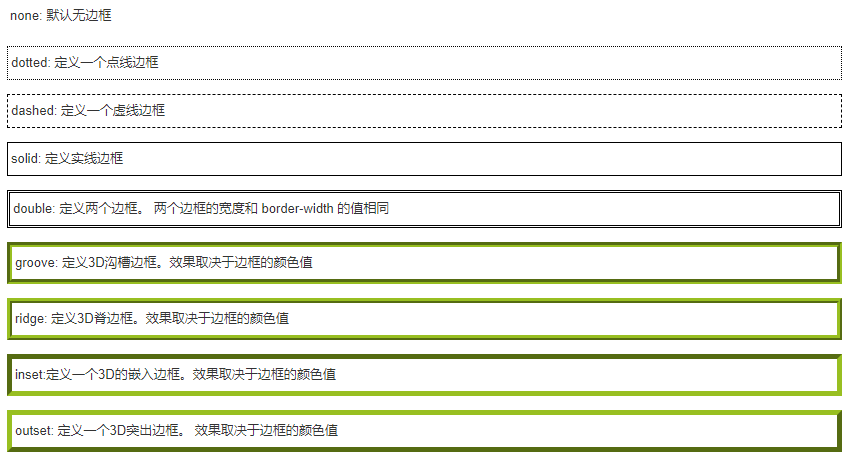 none: 默认无边框
dotted: 定义一个点线边框
dashed: 定义一个虚线边框
solid: 定义实线边框
double: 定义两个边框。 两个边框的宽度和 border-width 的值相同
groove: 定义3D沟槽边框。效果取决于边框的颜色值
ridge: 定义3D脊边框。效果取决于边框的颜色值
inset:定义一个3D的嵌入边框。效果取决于边框的颜色值
outset: 定义一个3D突出边框。 效果取决于边框的颜色值